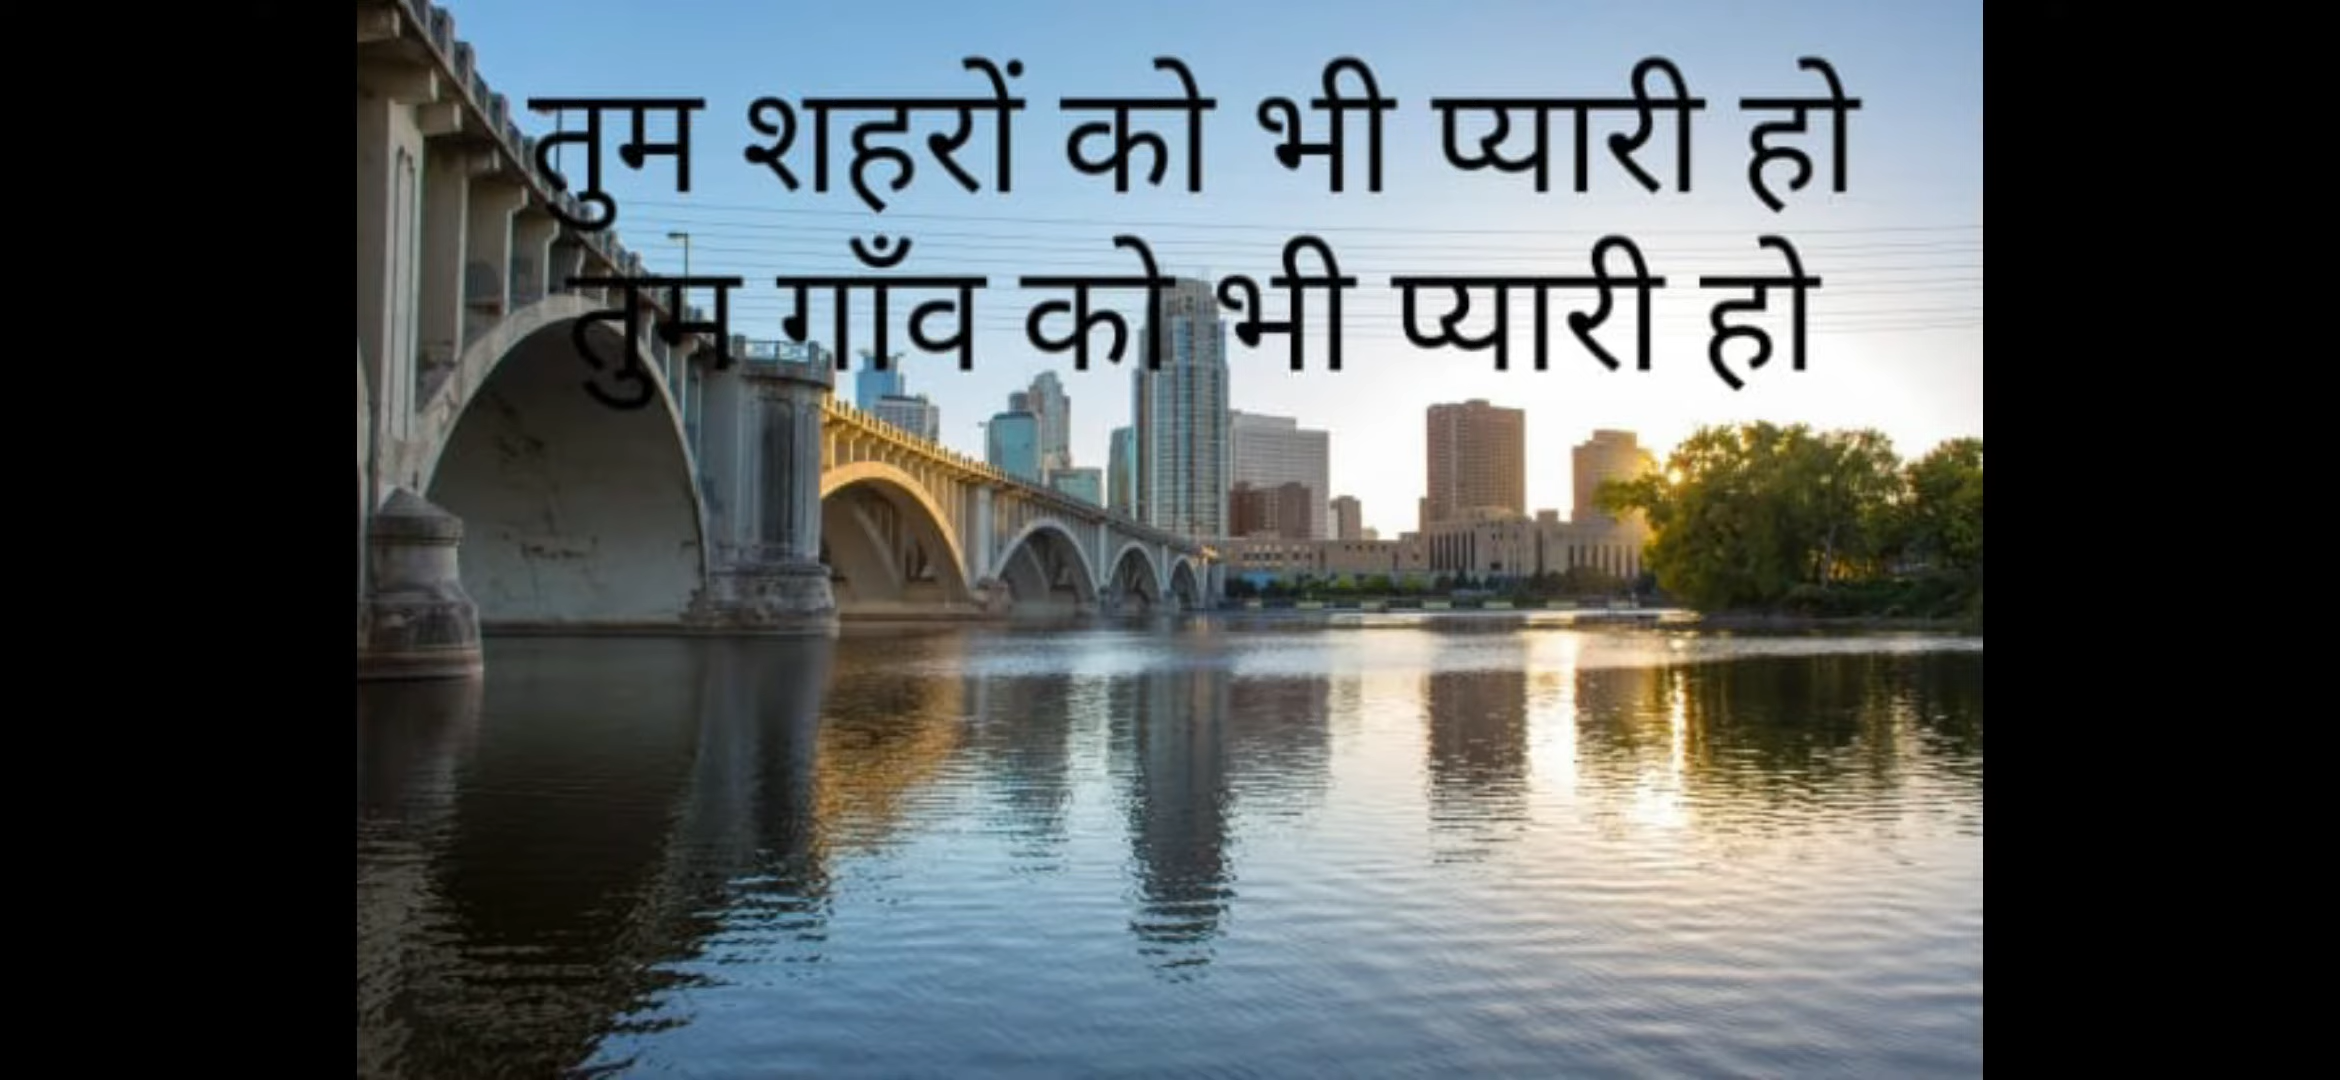 तुम शहरों को भी प्यारी हो
तुम गाँव को भी प्यारी हो